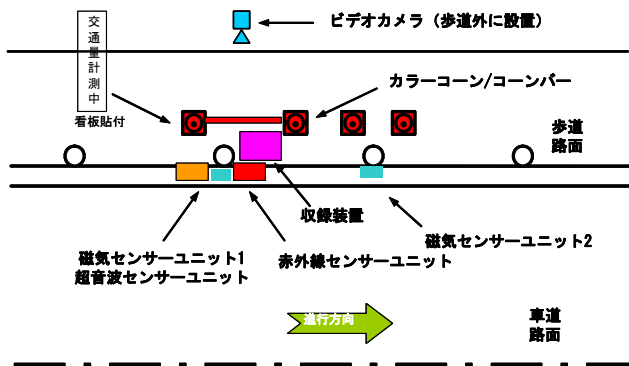 交通量計測中
看板貼付
ビデオカメラ（歩道外に設置）
カラーコーン/コーンバー
歩道
路面
収録装置
磁気センサーユニット1
超音波センサーユニット
赤外線センサーユニット
磁気センサーユニット2
進行方向
車道
路面